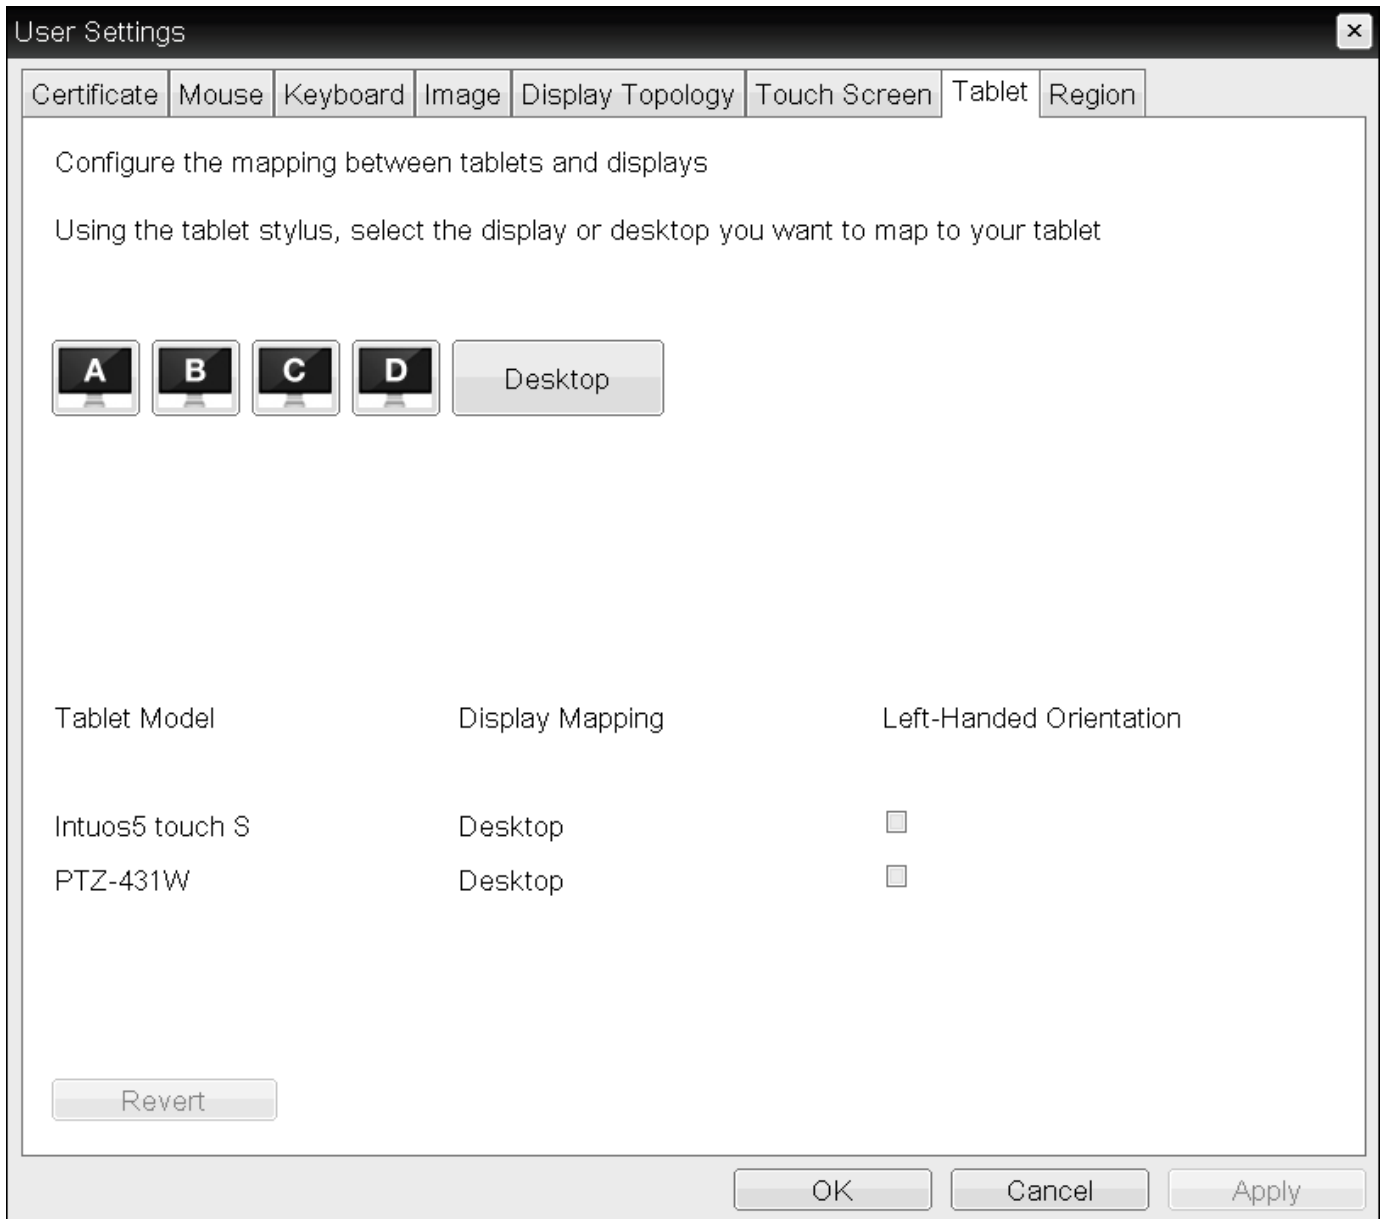 User Settings
Certificate Mouse Keyboard Image Display Topology Touch Screen Tablet Region
Configure the mapping between tablets and displays
Using the tablet stylus, select the display or desktop you want to map to your tablet
A B C D Desktop
Tablet Model Display Mapping Left-Handed Orientation
Intuos5 touch S Desktop
PTZ-431W Desktop
Revert
OK Cancel Apply